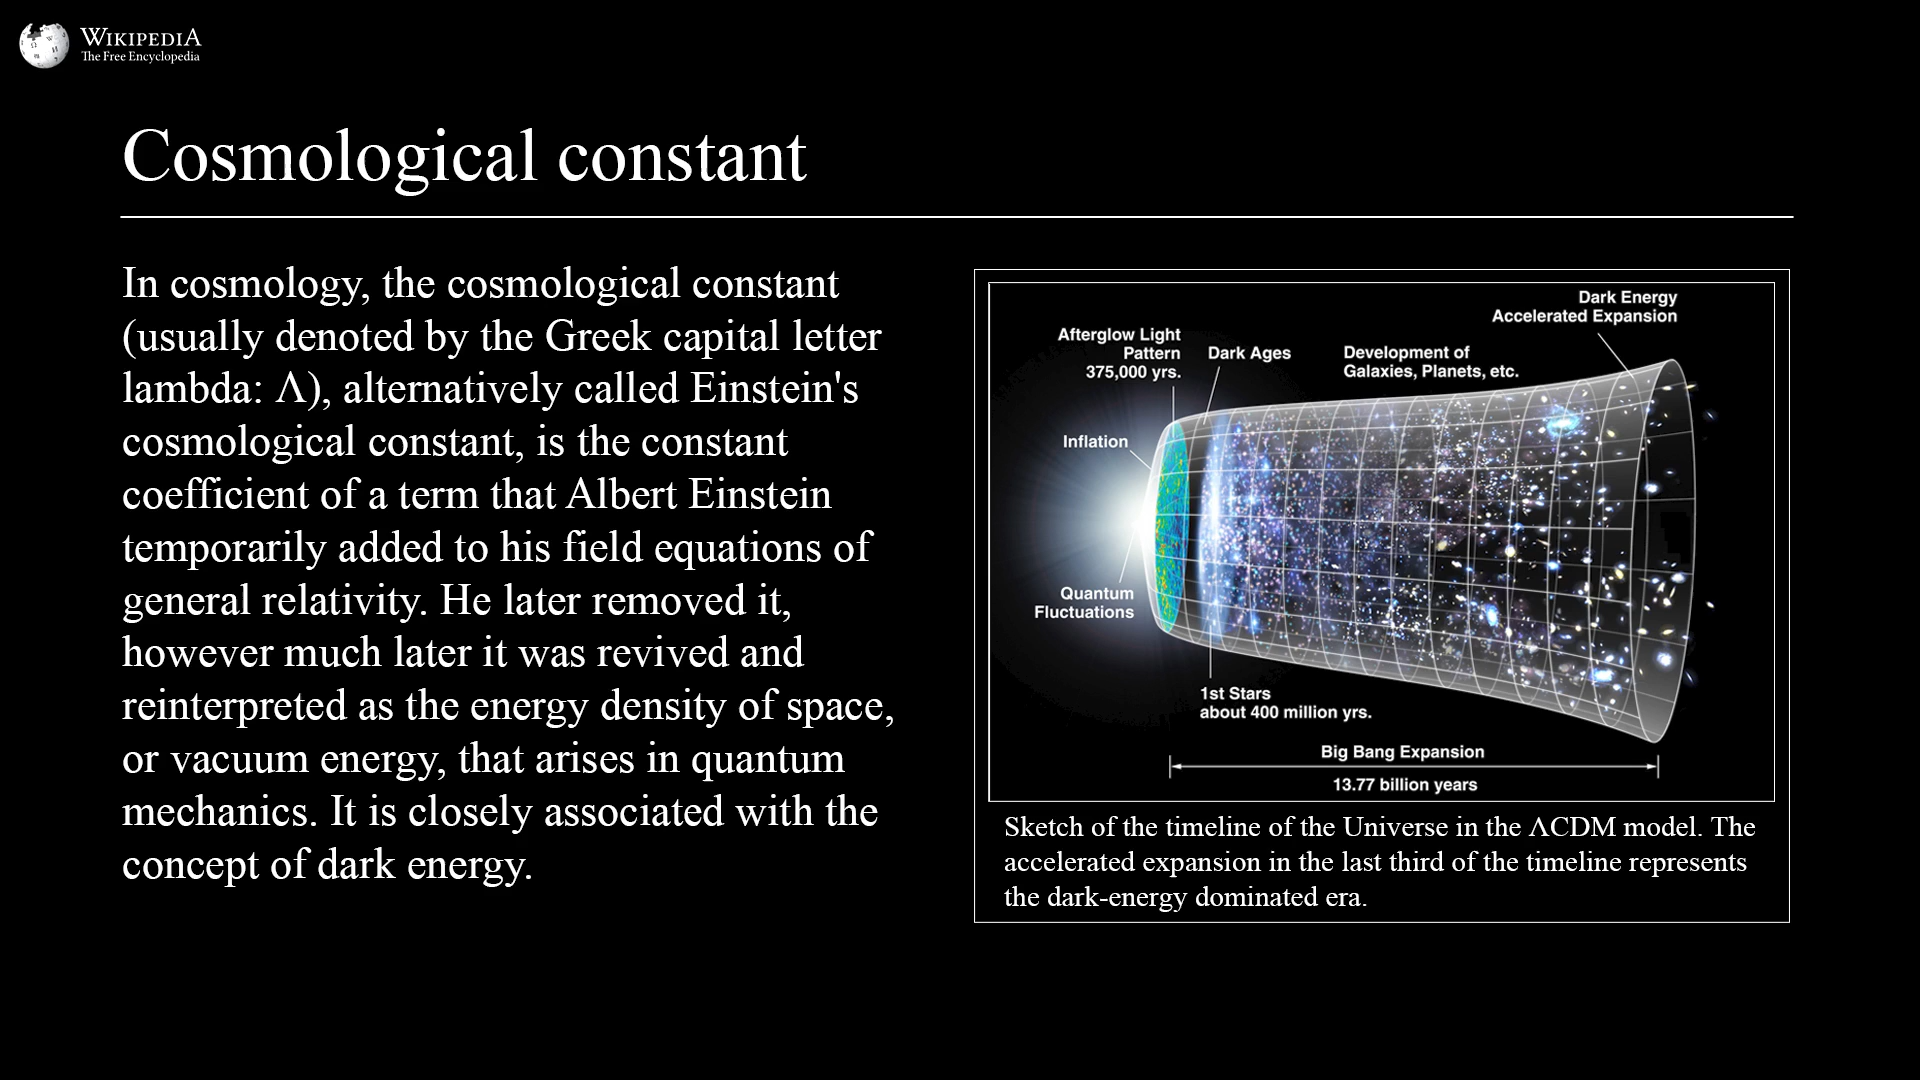 WIKIPEDIA
The Free Encyclopedia
Cosmological constant
In cosmology, the cosmological constant
(usually denoted by the Greek capital letter
lambda: Λ), alternatively called Einstein's
cosmological constant, is the constant
coefficient of a term that Albert Einstein
temporarily added to his field equations of
general relativity. He later removed it,
however much later it was revived and
reinterpreted as the energy density of space,
or vacuum energy, that arises in quantum
mechanics. It is closely associated with the
concept of dark energy.
Dark Energy
Accelerated Expansion
Afterglow Light
Pattern
375,000 yrs.
Dark Ages
Development of
Galaxies, Planets, etc.
Inflation
Quantum
Fluctuations
1st Stars
about 400 million yrs.
Big Bang Expansion
13.77 billion years
Sketch of the timeline of the Universe in the ΛCDM model. The
accelerated expansion in the last third of the timeline represents
the dark-energy dominated era.